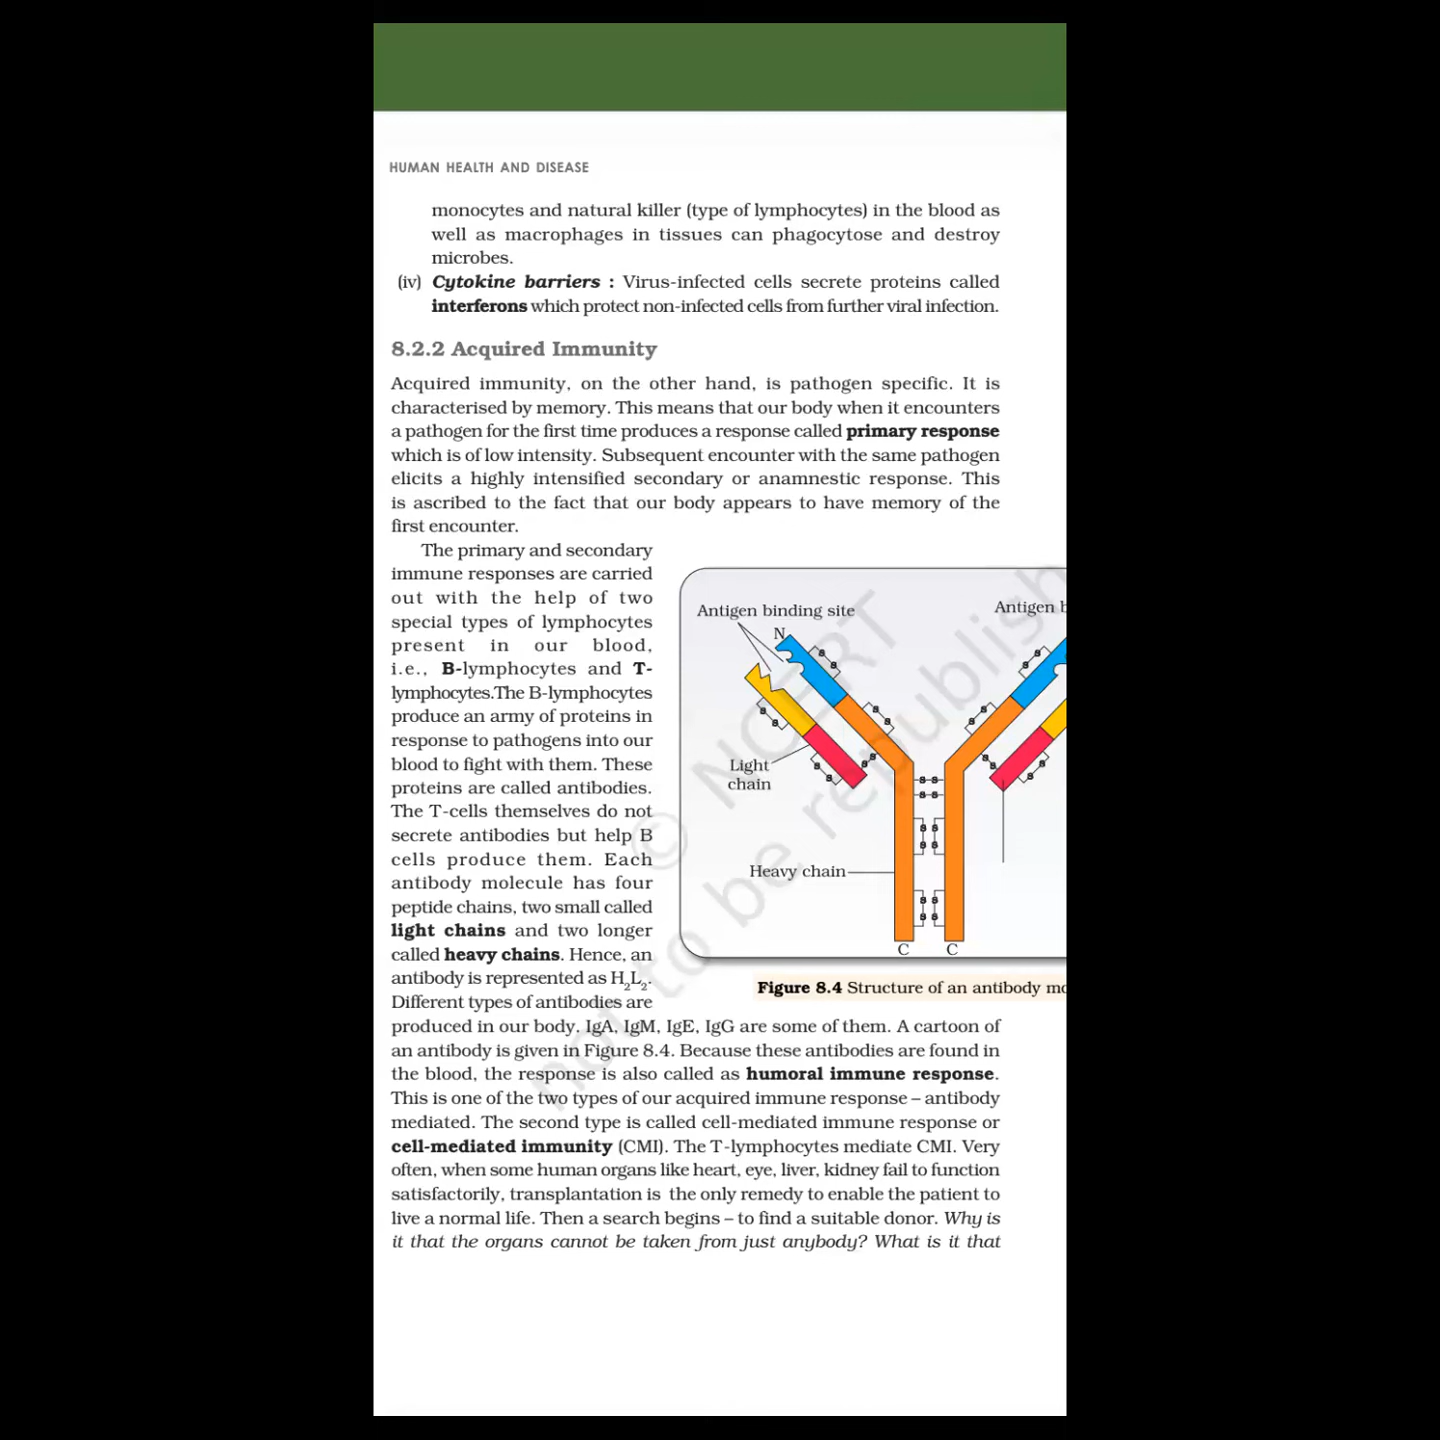 HUMAN HEALTH AND DISEASE
monocytes and natural killer (type of lymphocytes) in the blood as
well as macrophages in tissues can phagocytose and destroy
microbes.
(iv) Cytokine barriers : Virus-infected cells secrete proteins called
interferons which protect non-infected cells from further viral infection.
8.2.2 Acquired Immunity
Acquired immunity, on the other hand, is pathogen specific. It is
characterised by memory. This means that our body when it encounters
a pathogen for the first time produces a response called primary response
which is of low intensity. Subsequent encounter with the same pathogen
elicits a highly intensified secondary or anamnestic response. This
is ascribed to the fact that our body appears to have memory of the
first encounter.
The primary and secondary
immune responses are carried
out with the help of two
special types of lymphocytes
present in our blood,
i.e., B-lymphocytes and T-
lymphocytes.The B-lymphocytes
produce an army of proteins in
response to pathogens into our
blood to fight with them. These
proteins are called antibodies.
The T-cells themselves do not
secrete antibodies but help B
cells produce them. Each
antibody molecule has four
peptide chains, two small called
light chains and two longer
called heavy chains. Hence, an
antibody is represented as H₂L₂.
Different types of antibodies are
produced in our body. IgA, IgM, IgE, IgG are some of them. A cartoon of
an antibody is given in Figure 8.4. Because these antibodies are found in
the blood, the response is also called as humoral immune response.
This is one of the two types of our acquired immune response – antibody
mediated. The second type is called cell-mediated immune response or
cell-mediated immunity (CMI). The T-lymphocytes mediate CMI. Very
often, when some human organs like heart, eye, liver, kidney fail to function
satisfactorily, transplantation is the only remedy to enable the patient to
live a normal life. Then a search begins – to find a suitable donor. Why is
it that the organs cannot be taken from just anybody? What is it that
Antigen binding site
Antigen b
N
s s
s s
s s
s s
s s
s s
s s
s s
s s
s s
Light
chain
s s
s s
s s
s s
s s
s s
Heavy chain
C C
Figure 8.4 Structure of an antibody mo
© NCERT
not to be republish